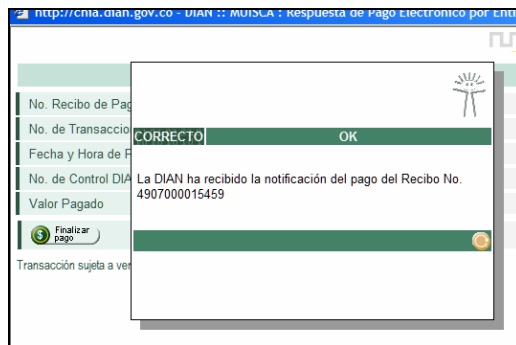 http://chia.dian.gov.co - DIAN :: MUISCA : Respuesta de Pago Electrónico por Enti
No. Recibo de Pag
No. de Transaccio
Fecha y Hora de P
No. de Control DIA
Valor Pagado
Finalizar
pago
Transacción sujeta a ver
CORRECTO OK
La DIAN ha recibido la notificación del pago del Recibo No.
4907000015459